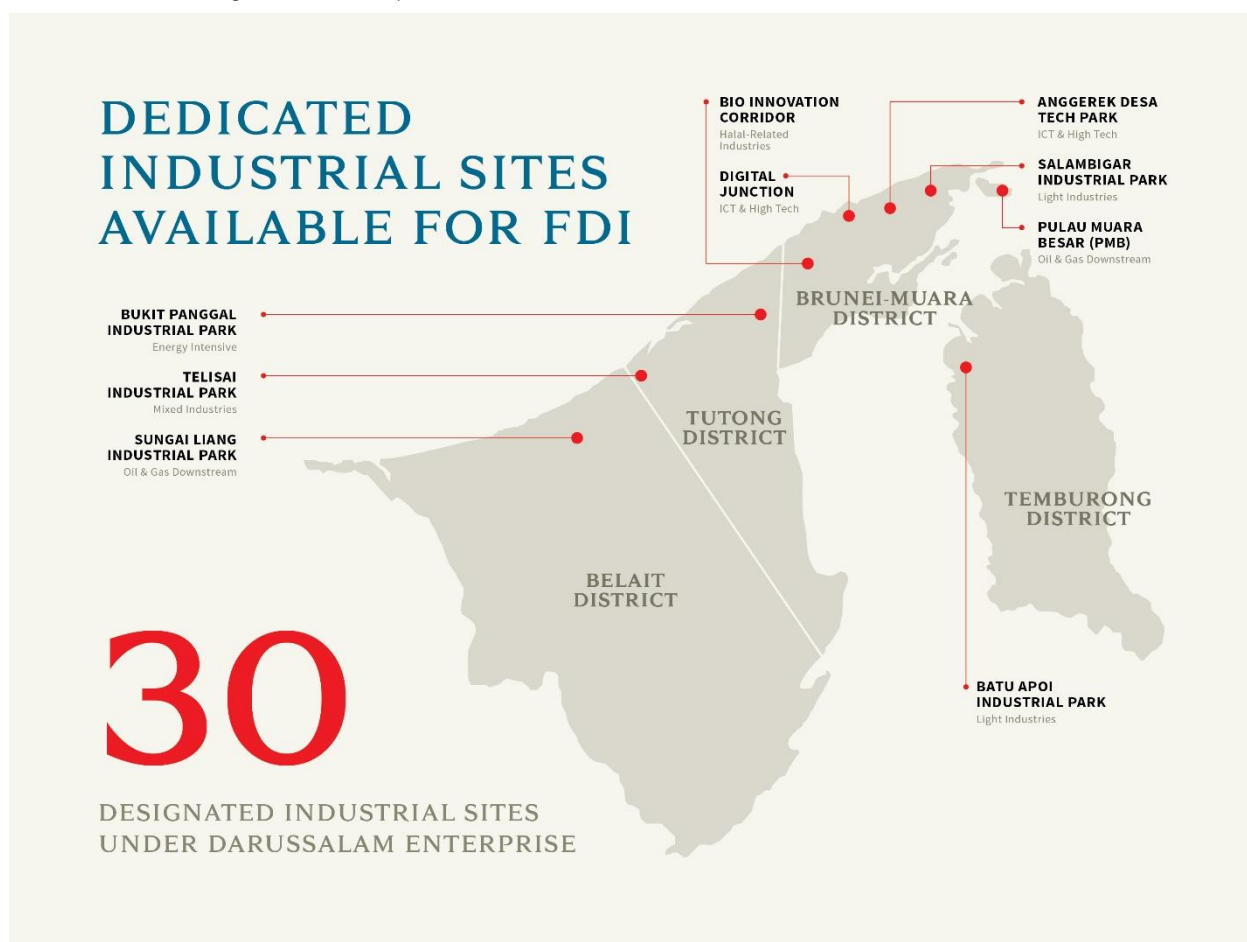 DEDICATED
INDUSTRIAL SITES
AVAILABLE FOR FDI
BIO INNOVATION
CORRIDOR
Halal-Related
Industries
DIGITAL
JUNCTION
ICT & High Tech
ANGGEREK DESA
TECH PARK
ICT & High Tech
SALAMBIGAR
INDUSTRIAL PARK
Light Industries
PULAU MUARA
BESAR (PMB)
Oil & Gas Downstream
BUKIT PANGGAL
INDUSTRIAL PARK
Energy Intensive
TELISAI
INDUSTRIAL PARK
Mixed Industries
SUNGAI LIANG
INDUSTRIAL PARK
Oil & Gas Downstream
BRUNEI-MUARA
DISTRICT
TUTONG
DISTRICT
TEMBURONG
DISTRICT
BELAIT
DISTRICT
BATU APOI
INDUSTRIAL PARK
Light Industries
30
DESIGNATED INDUSTRIAL SITES
UNDER DARUSSALAM ENTERPRISE